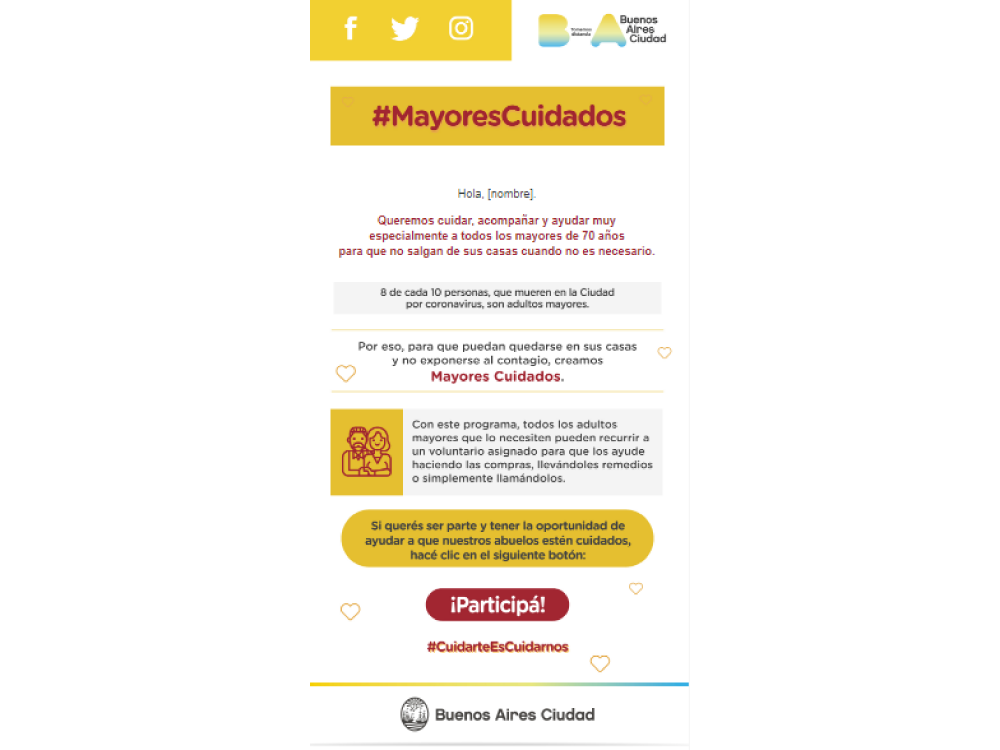 BA
Tomamos
distancia
Buenos
Aires
Ciudad
#MayoresCuidados
Hola, [nombre].
Queremos cuidar, acompañar y ayudar muy
especialmente a todos los mayores de 70 años
para que no salgan de sus casas cuando no es necesario.
8 de cada 10 personas, que mueren en la Ciudad
por coronavirus, son adultos mayores.
Por eso, para que puedan quedarse en sus casas
y no exponerse al contagio, creamos
Mayores Cuidados.
Con este programa, todos los adultos
mayores que lo necesiten pueden recurrir a
un voluntario asignado para que los ayude
haciendo las compras, llevándoles remedios
o simplemente llamándolos.
Si querés ser parte y tener la oportunidad de
ayudar a que nuestros abuelos estén cuidados,
hacé clic en el siguiente botón:
¡Participá!
#CuidarteEsCuidarnos
Buenos Aires Ciudad